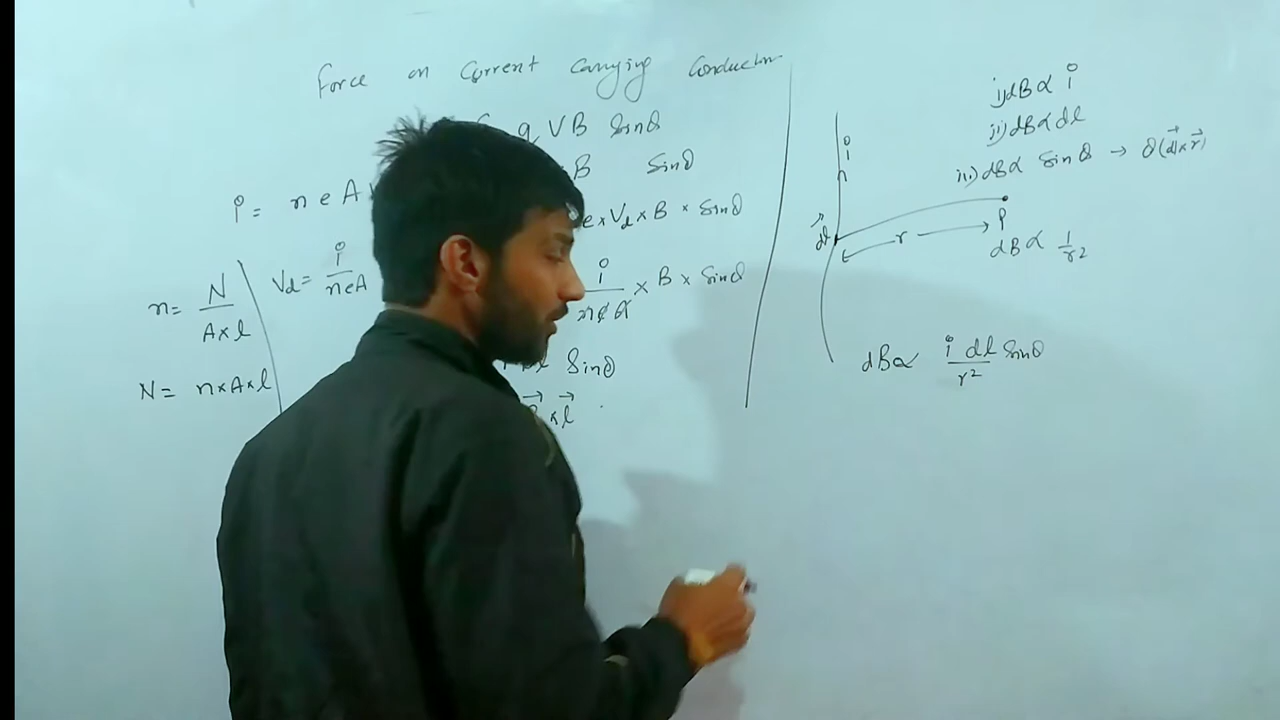 Force on Current Carrying Conductor
q V B Sinθ
B Sinθ
i = n e A
e × Vd × B × Sinθ
n = N / A × l
Vd = i / neA
i / neA × B × Sinθ
N = n × A × l
l Sinθ
× l⃗
i) dB ∝ i
ii) dB ∝ dl
iii) dB ∝ Sinθ → θ (dl⃗ × r⃗)
i
dl⃗
r
P
dB ∝ 1 / r²
dB ∝ i dl Sinθ / r²